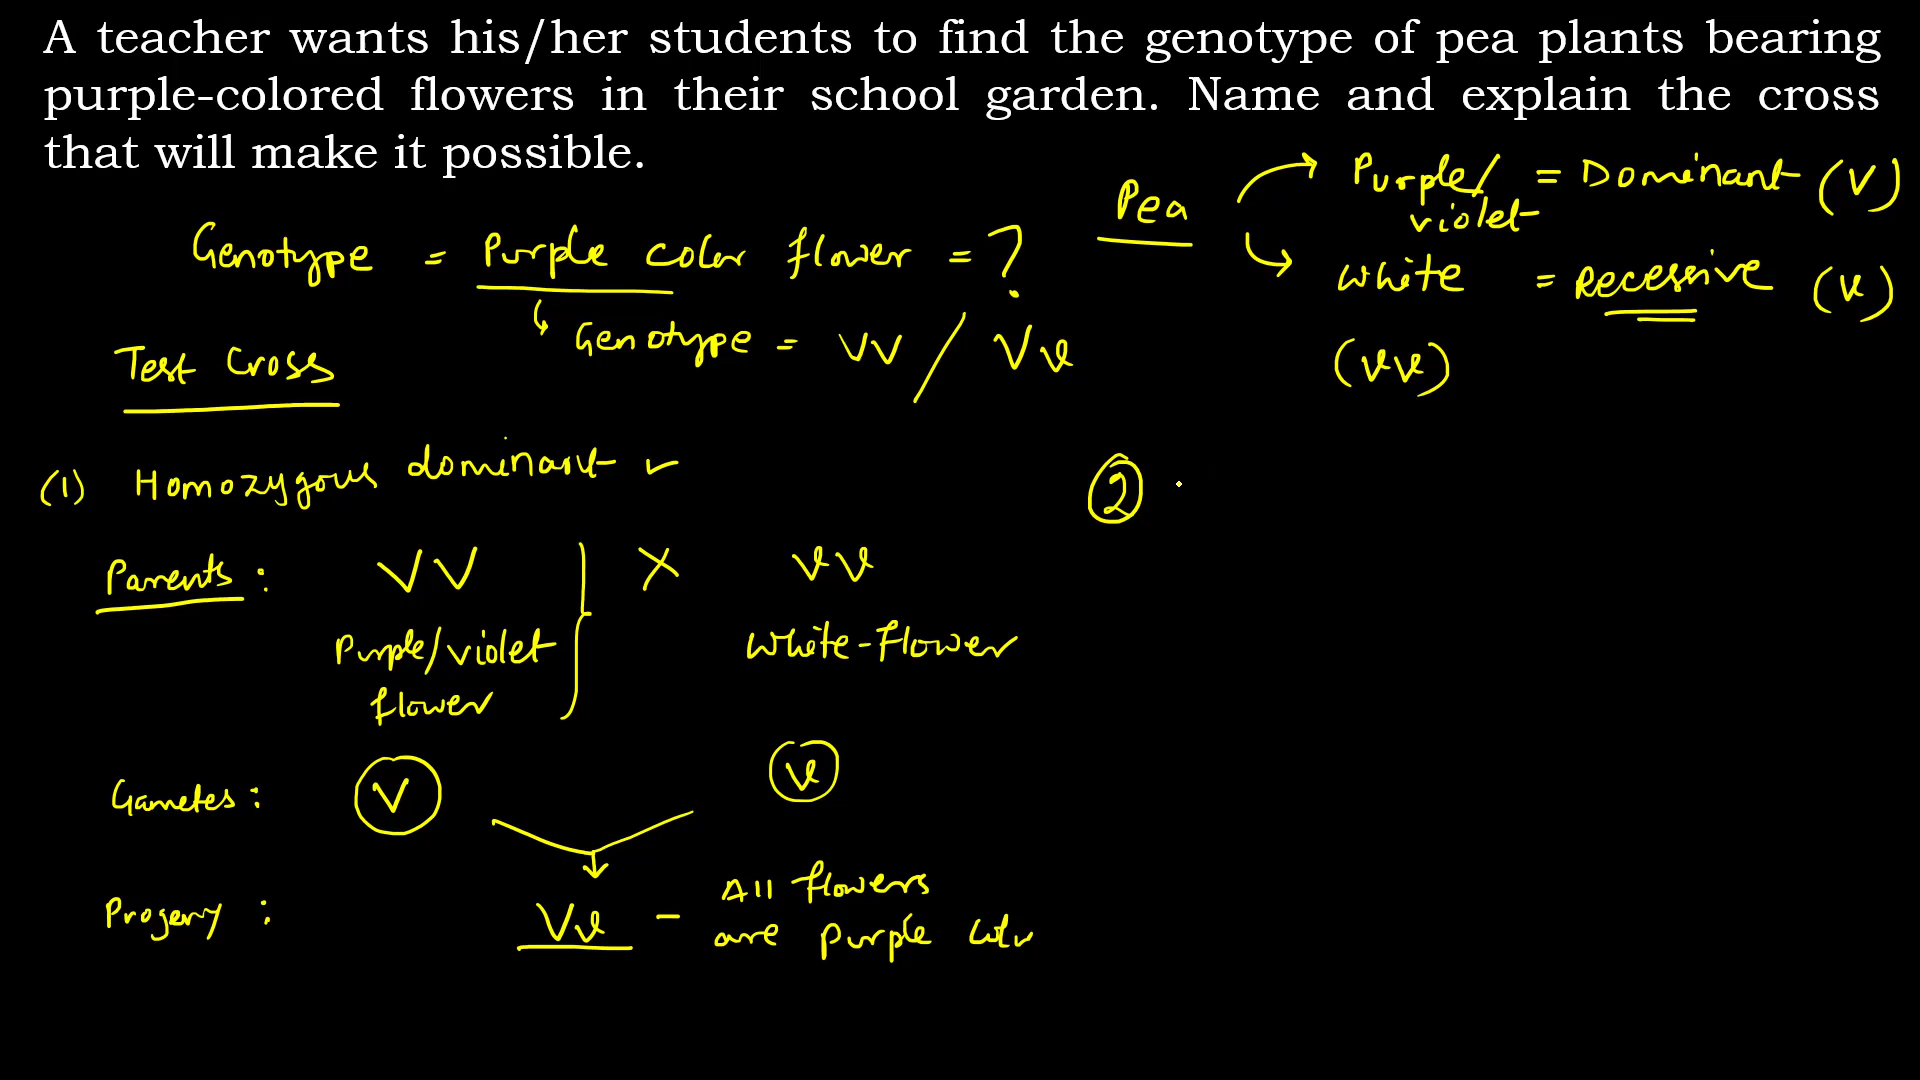 A teacher wants his/her students to find the genotype of pea plants bearing
purple-colored flowers in their school garden. Name and explain the cross
that will make it possible.
Pea
Purple/ = Dominant (V)
violet
White = Recessive (v)
(vv)
Genotype = Purple color flower = ?
Genotype = VV / Vv
Test Cross
(1) Homozygous dominant
2
Parents : VV X vv
Purple/violet White-flower
flower
Gametes : V v
Progeny : Vv - All flowers
are purple color